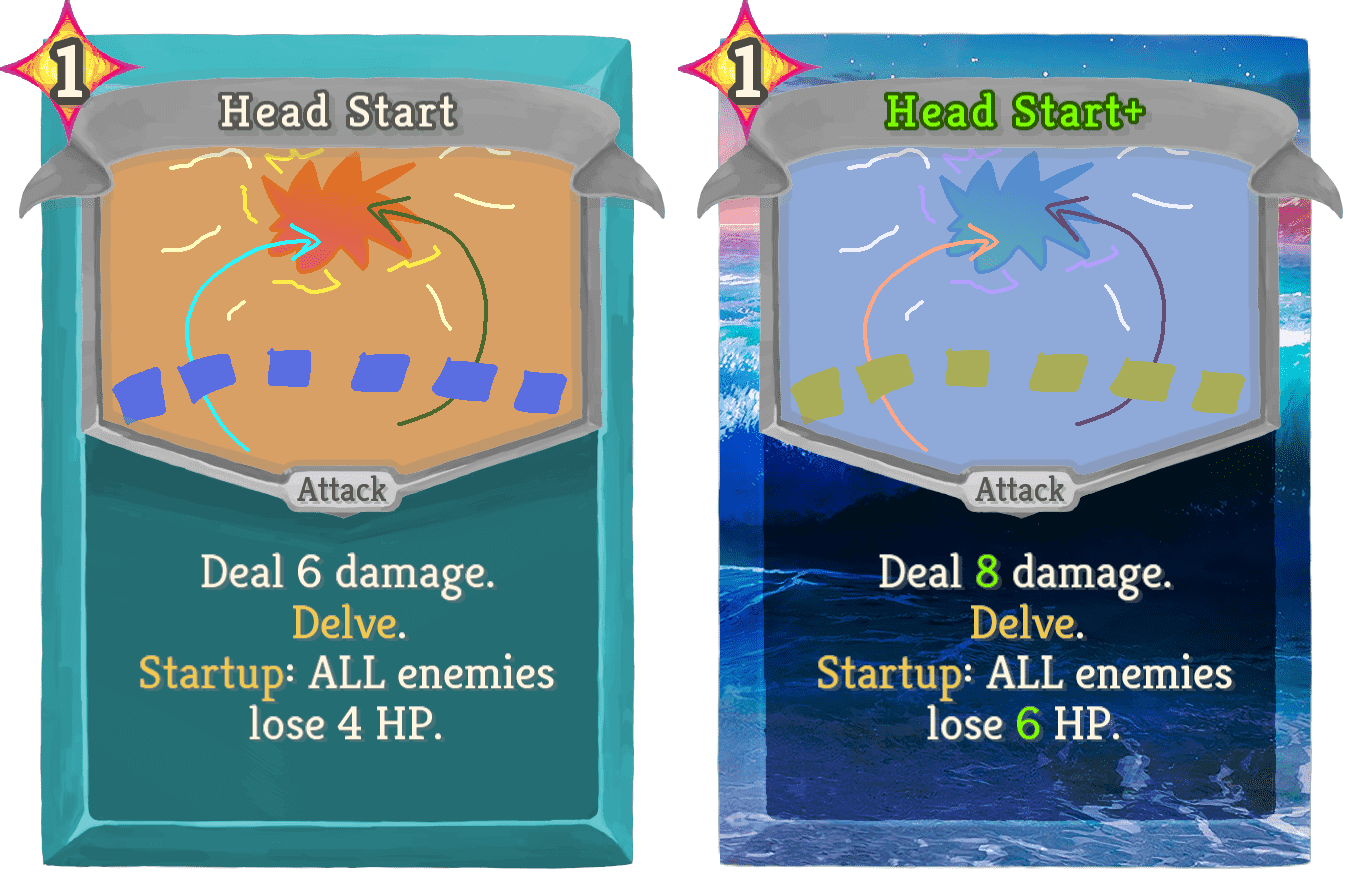 1
Head Start
Attack
Deal 6 damage.
Delve.
Startup: ALL enemies
lose 4 HP.
1
Head Start+
Attack
Deal 8 damage.
Delve.
Startup: ALL enemies
lose 6 HP.